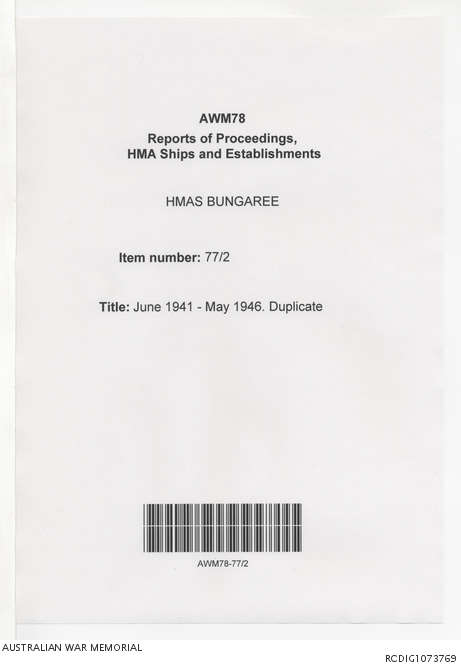 AWM78
Reports of Proceedings,
HMA Ships and Establishments
HMAS BUNGAREE
Item number: 77/2
Title: June 1941 - May 1946. Duplicate
AWM78-77/2
AUSTRALIAN WAR MEMORIAL
RCDIG1073769